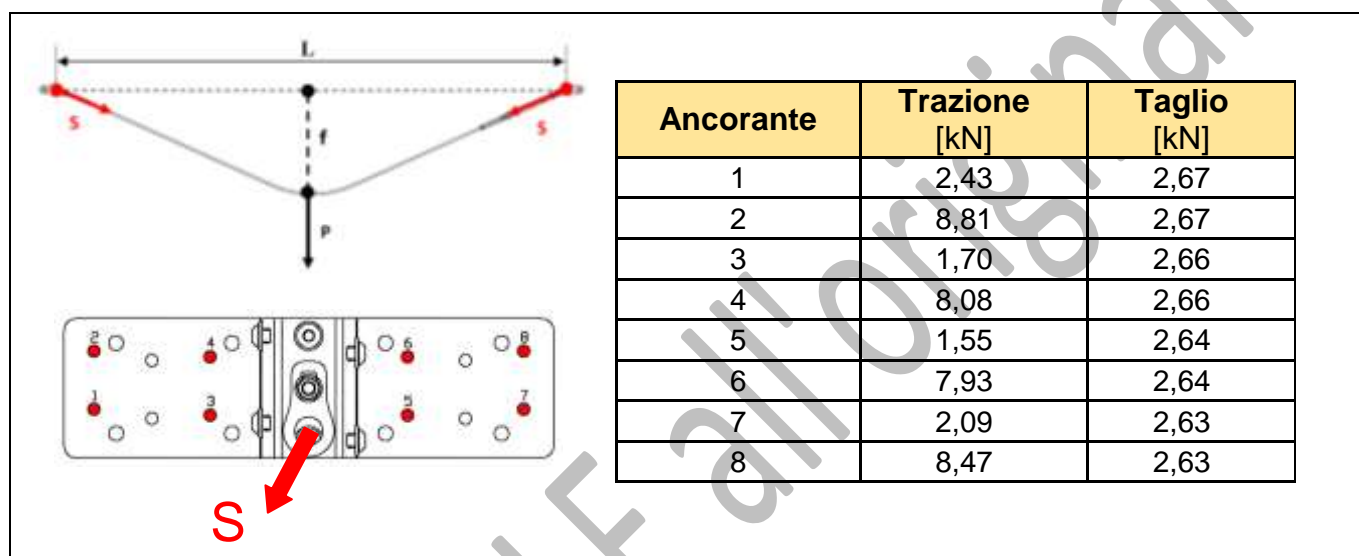 L
S
S
f
P
2
4
6
8
1
3
5
7
S
Ancorante Trazione [kN] Taglio [kN]
1 2,43 2,67
2 8,81 2,67
3 1,70 2,66
4 8,08 2,66
5 1,55 2,64
6 7,93 2,64
7 2,09 2,63
8 8,47 2,63
F all'original